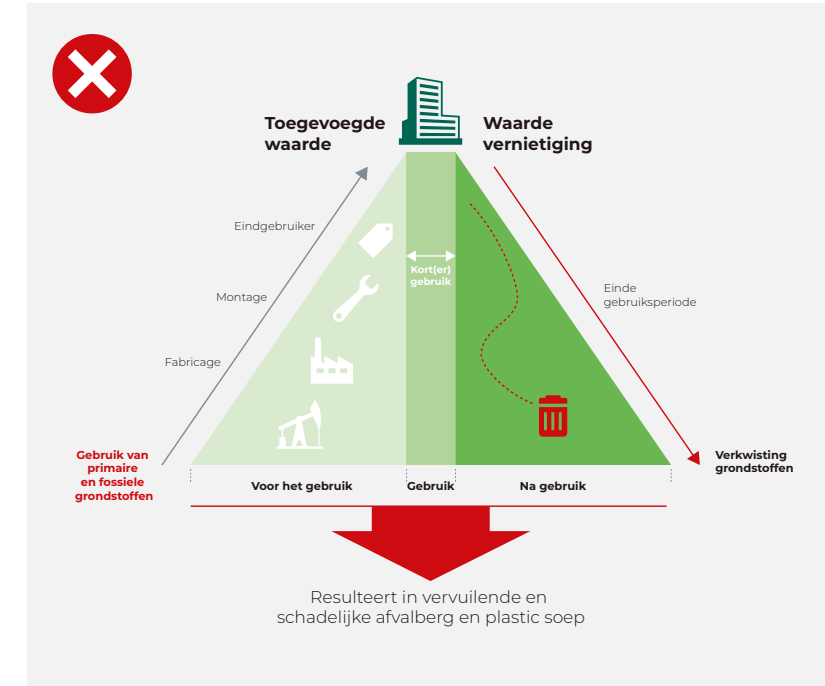 Toegevoegde
waarde
Waarde
vernietiging
Eindgebruiker
Kort(er)
gebruik
Montage
Einde
gebruiksperiode
Fabricage
Gebruik van
primaire
en fossiele
grondstoffen
Verkwisting
grondstoffen
Voor het gebruik
Gebruik
Na gebruik
Resulteert in vervuilende en
schadelijke afvalberg en plastic soep